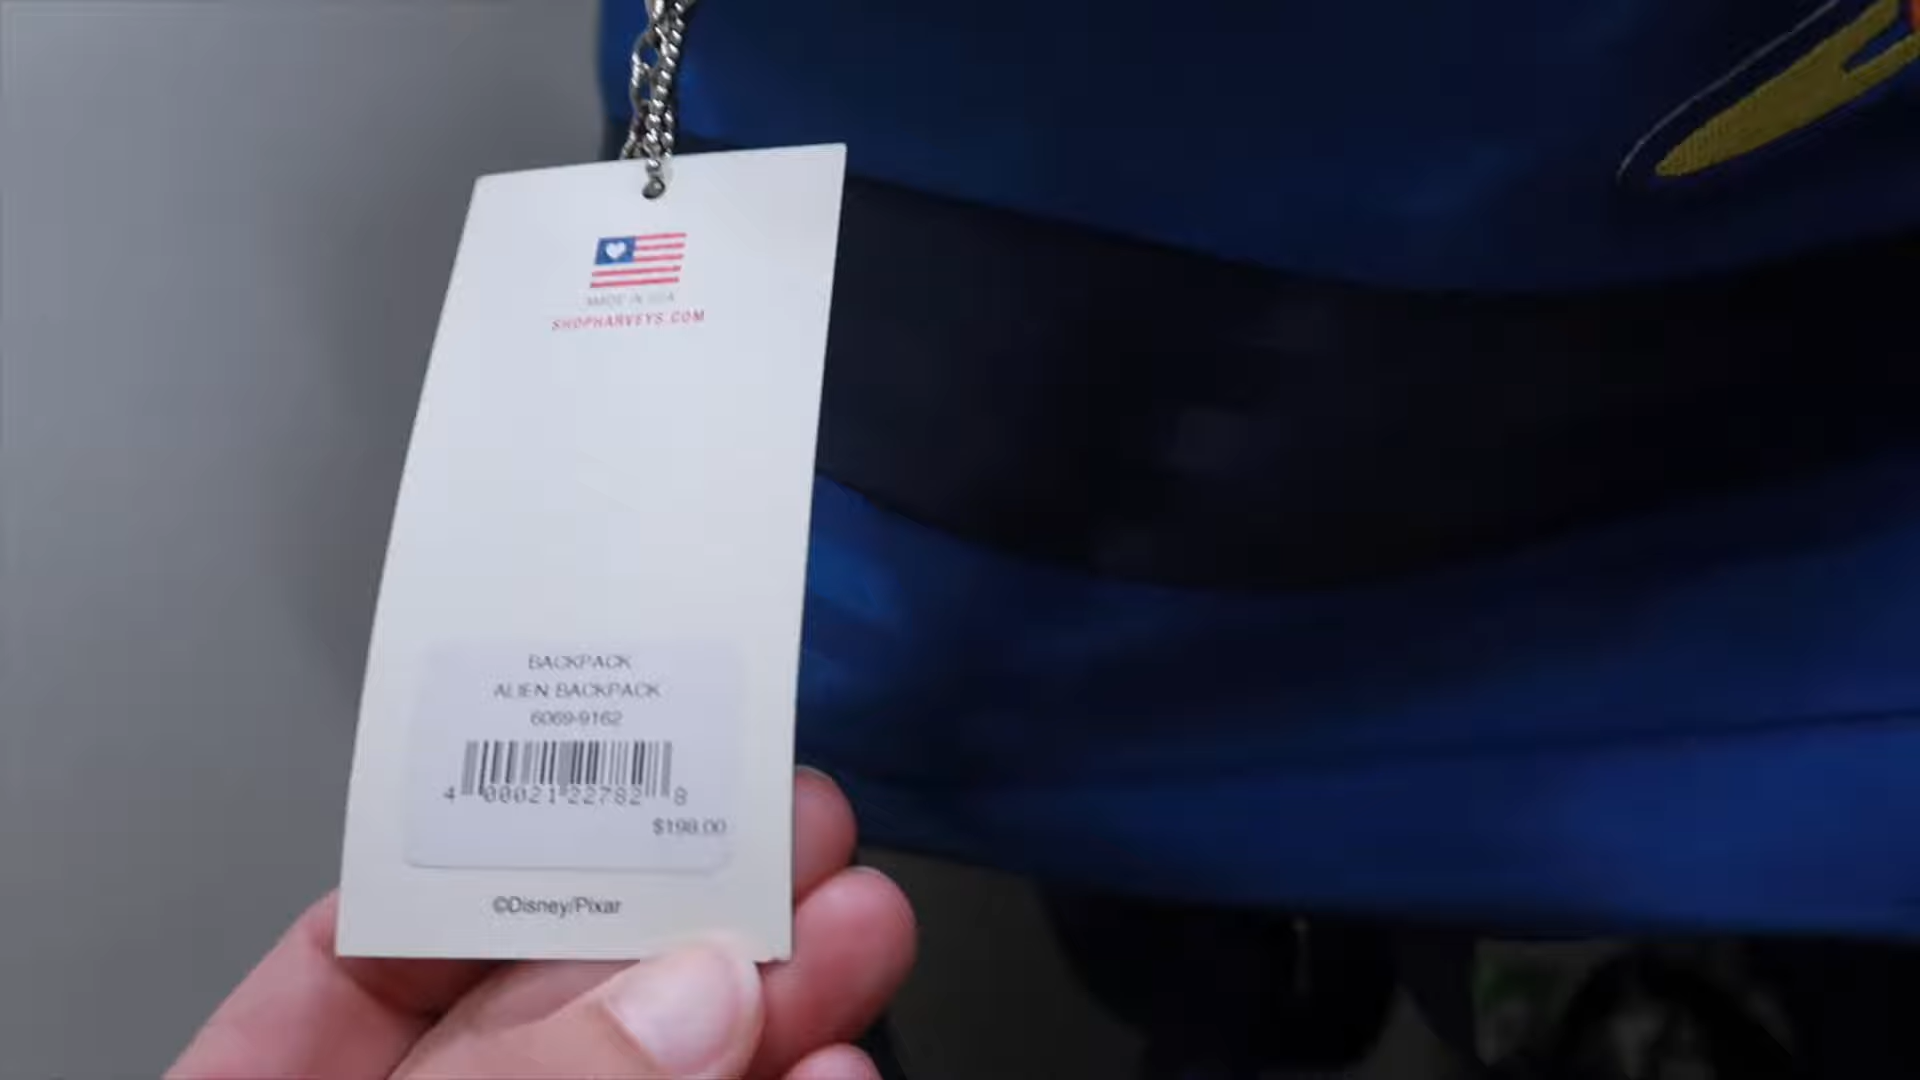 MADE IN USA
SHOPHARVEYS.COM
BACKPACK
ALIEN BACKPACK
6069-9162
4 00021 22782 8
$198.00
©Disney/Pixar